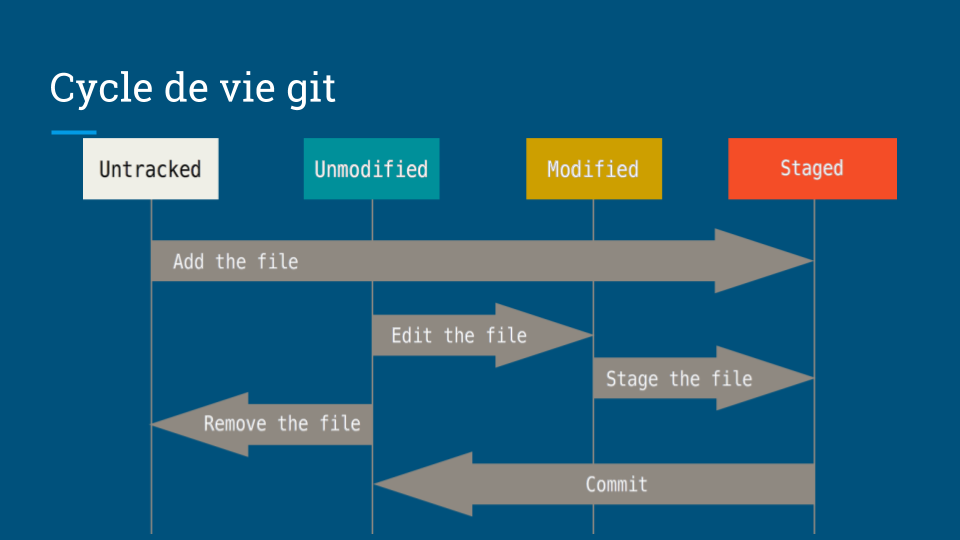 Cycle de vie git
Untracked
Unmodified
Modified
Staged
Add the file
Edit the file
Stage the file
Remove the file
Commit